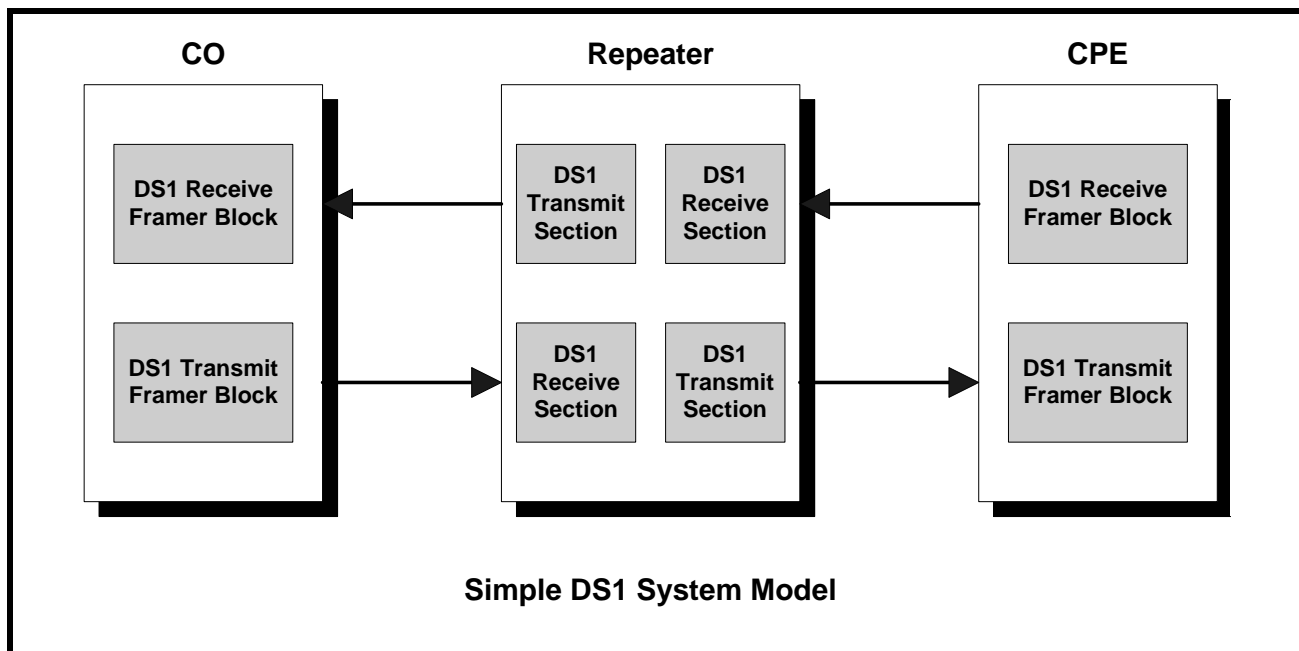 CO
Repeater
CPE
DS1 Receive
Framer Block
DS1
Transmit
Section
DS1
Receive
Section
DS1 Receive
Framer Block
DS1 Transmit
Framer Block
DS1
Receive
Section
DS1
Transmit
Section
DS1 Transmit
Framer Block
Simple DS1 System Model